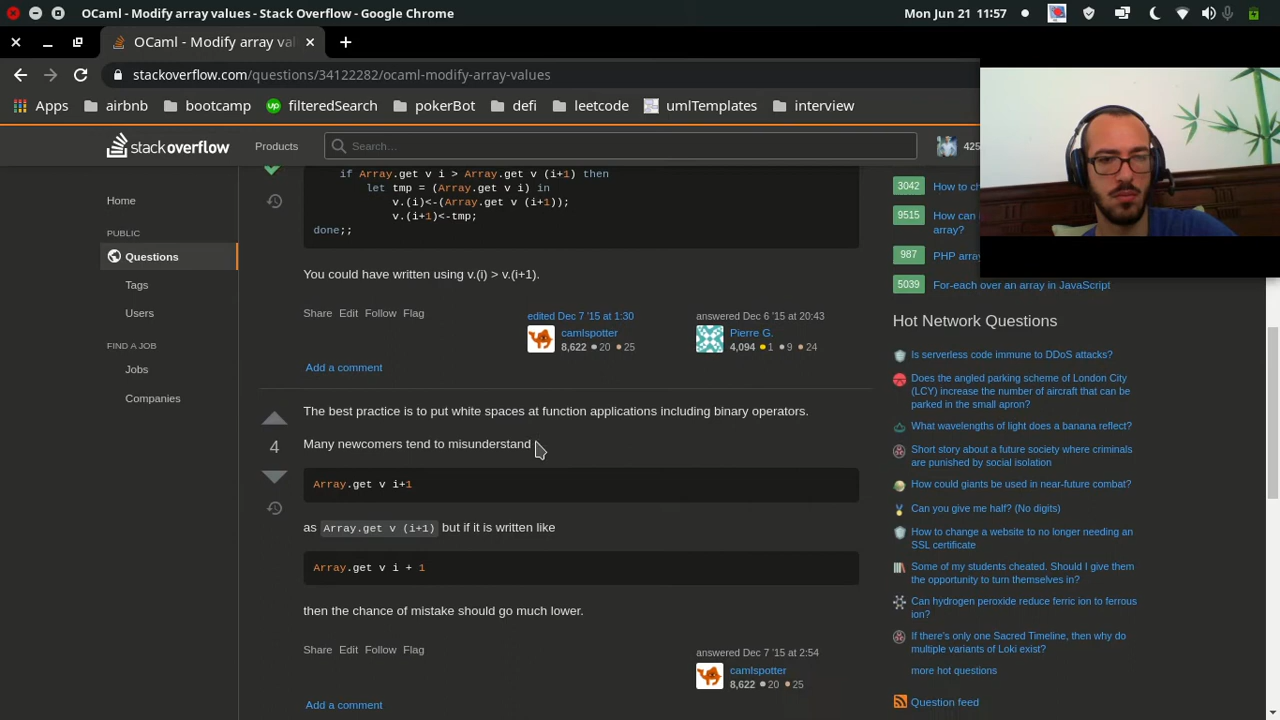 OCaml - Modify array values - Stack Overflow - Google Chrome
Mon Jun 21 11:57
OCaml - Modify array val
stackoverflow.com/questions/34122282/ocaml-modify-array-values
Apps airbnb bootcamp filteredSearch pokerBot defi leetcode umlTemplates interview
stackoverflow Products Search... 425
if Array.get v i > Array.get v (i+1) then
let tmp = (Array.get v i) in
v.(i)<-(Array.get v (i+1));
v.(i+1)<-tmp;
done;;
You could have written using v.(i) > v.(i+1).
Share Edit Follow Flag
edited Dec 7 '15 at 1:30
camlspotter
8,622 20 25
answered Dec 6 '15 at 20:43
Pierre G.
4,094 1 9 24
Add a comment
The best practice is to put white spaces at function applications including binary operators.
4
Many newcomers tend to misunderstand
Array.get v i+1
as Array.get v (i+1) but if it is written like
Array.get v i + 1
then the chance of mistake should go much lower.
Share Edit Follow Flag
answered Dec 7 '15 at 2:54
camlspotter
8,622 20 25
Add a comment
Home
PUBLIC
Questions
Tags
Users
FIND A JOB
Jobs
Companies
3042 How to
9515 How can
array?
987 PHP array
5039 For-each over an array in JavaScript
Hot Network Questions
Is serverless code immune to DDoS attacks?
Does the angled parking scheme of London City
(LCY) increase the number of aircraft that can be
parked in the small apron?
What wavelengths of light does a banana reflect?
Short story about a future society where criminals
are punished by social isolation
How could giants be used in near-future combat?
Can you give me half? (No digits)
How to change a website to no longer needing an
SSL certificate
Some of my students cheated. Should I give them
the opportunity to turn themselves in?
Can hydrogen peroxide reduce ferric ion to ferrous
ion?
If there's only one Sacred Timeline, then why do
multiple variants of Loki exist?
more hot questions
Question feed